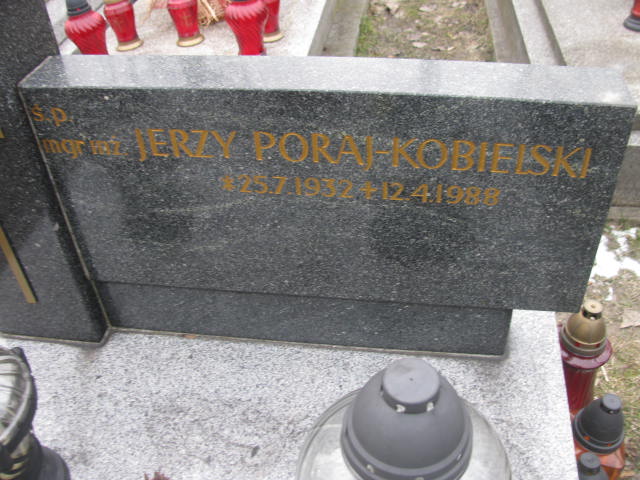 ś.p.
mgr inż. JERZY PORAJ-KOBIELSKI
* 25.7.1932 + 12.4.1988